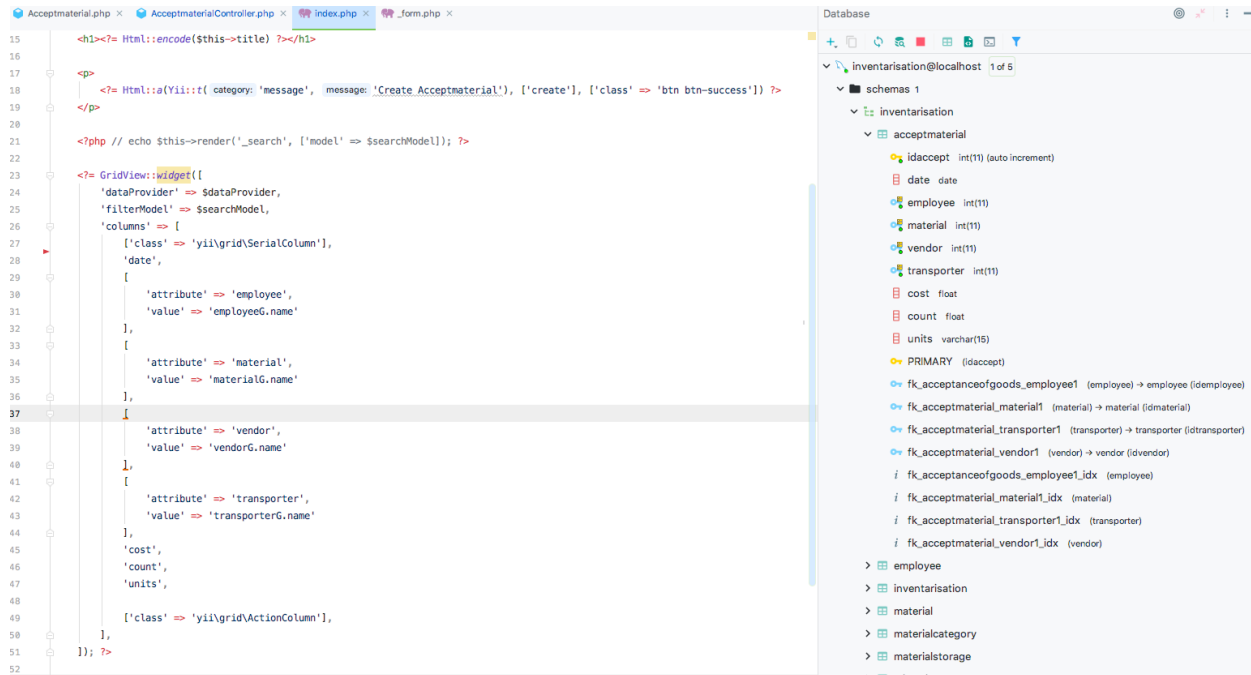 Acceptmaterial.php × AcceptmaterialController.php × index.php × _form.php ×
15 <h1><?= Html::encode($this->title) ?></h1>
16
17 <p>
18 <?= Html::a(Yii::t( category: 'message', message: 'Create Acceptmaterial'), ['create'], ['class' => 'btn btn-success']) ?>
19 </p>
20
21 <?php // echo $this->render('_search', ['model' => $searchModel]); ?>
22
23 <?= GridView::widget([
24 'dataProvider' => $dataProvider,
25 'filterModel' => $searchModel,
26 'columns' => [
27 ['class' => 'yii\grid\SerialColumn'],
28 'date',
29 [
30 'attribute' => 'employee',
31 'value' => 'employeeG.name'
32 ],
33 [
34 'attribute' => 'material',
35 'value' => 'materialG.name'
36 ],
37 [
38 'attribute' => 'vendor',
39 'value' => 'vendorG.name'
40 ],
41 [
42 'attribute' => 'transporter',
43 'value' => 'transporterG.name'
44 ],
45 'cost',
46 'count',
47 'units',
48
49 ['class' => 'yii\grid\ActionColumn'],
50 ],
51 ]); ?>
52
Database
inventarisation@localhost 1 of 5
schemas 1
inventarisation
acceptmaterial
idaccept int(11) (auto increment)
date date
employee int(11)
material int(11)
vendor int(11)
transporter int(11)
cost float
count float
units varchar(15)
PRIMARY (idaccept)
fk_acceptanceofgoods_employee1 (employee) → employee (idemployee)
fk_acceptmaterial_material1 (material) → material (idmaterial)
fk_acceptmaterial_transporter1 (transporter) → transporter (idtransporter)
fk_acceptmaterial_vendor1 (vendor) → vendor (idvendor)
i fk_acceptanceofgoods_employee1_idx (employee)
i fk_acceptmaterial_material1_idx (material)
i fk_acceptmaterial_transporter1_idx (transporter)
i fk_acceptmaterial_vendor1_idx (vendor)
employee
inventarisation
material
materialcategory
materialstorage